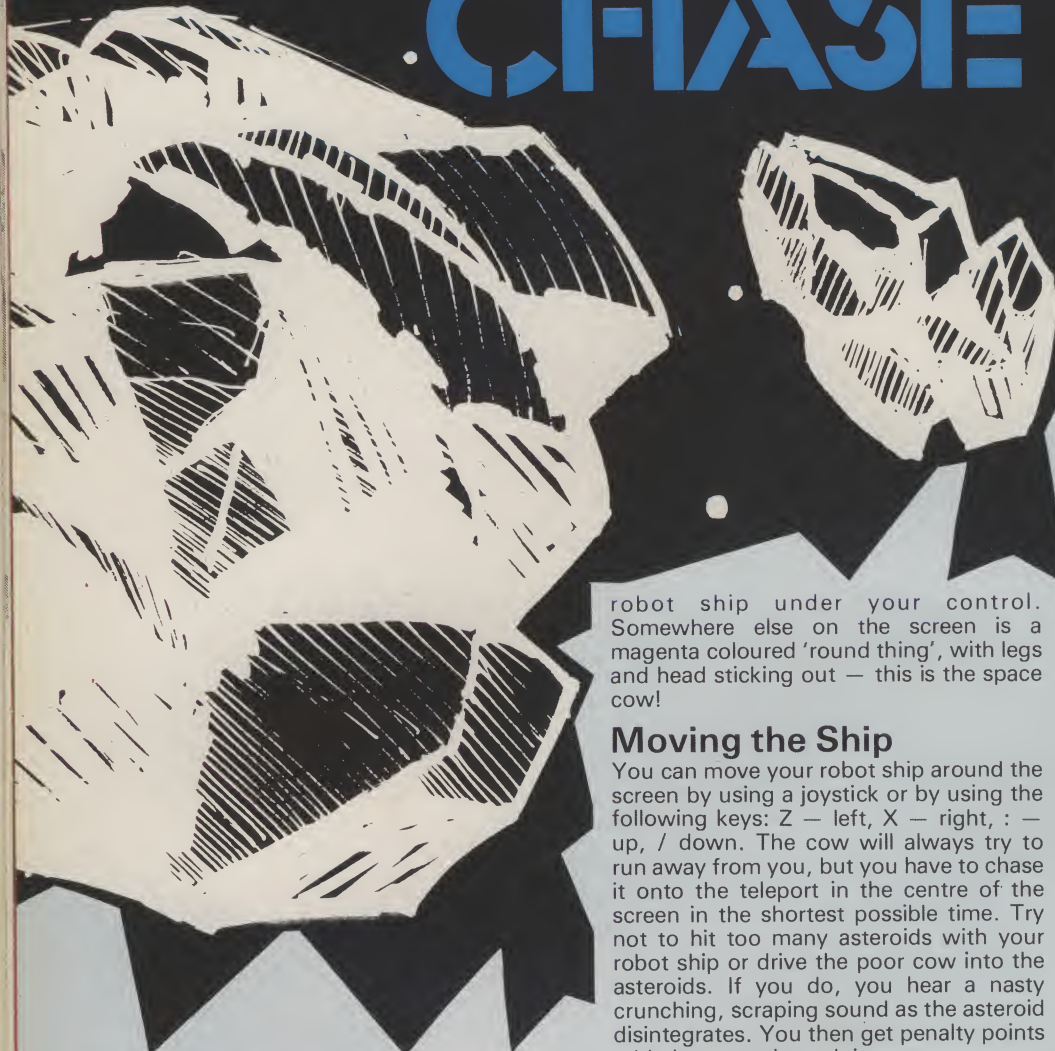 CHASE
robot ship under your control.
Somewhere else on the screen is a
magenta coloured 'round thing', with legs
and head sticking out — this is the space
cow!
Moving the Ship
You can move your robot ship around the
screen by using a joystick or by using the
following keys: Z — left, X — right, : —
up, / down. The cow will always try to
run away from you, but you have to chase
it onto the teleport in the centre of the
screen in the shortest possible time. Try
not to hit too many asteroids with your
robot ship or drive the poor cow into the
asteroids. If you do, you hear a nasty
crunching, scraping sound as the asteroid
disintegrates. You then get penalty points